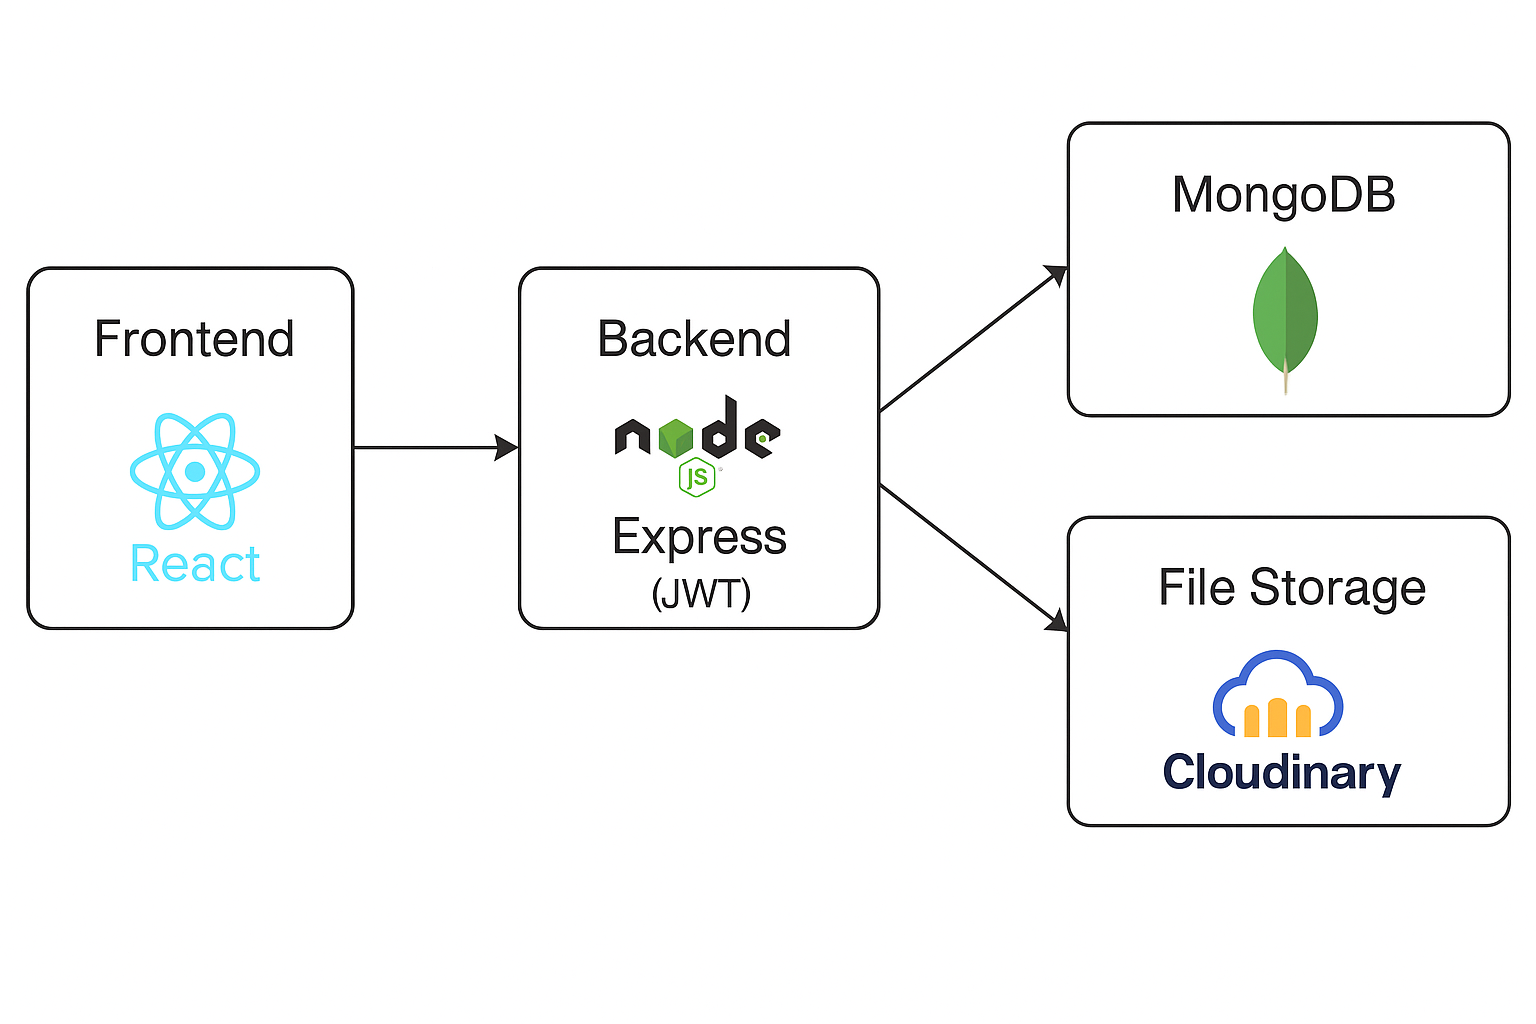 Frontend
React
Backend
node
JS
Express
(JWT)
MongoDB
File Storage
Cloudinary